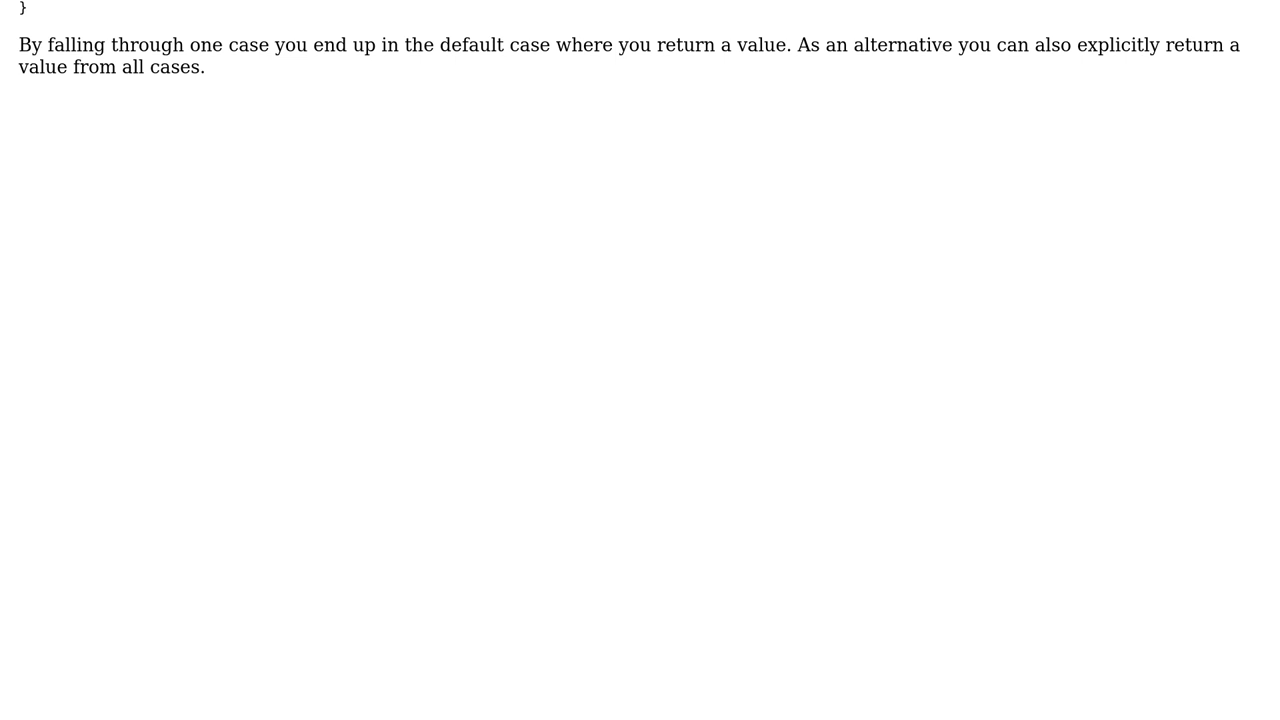 }
By falling through one case you end up in the default case where you return a value. As an alternative you can also explicitly return a
value from all cases.